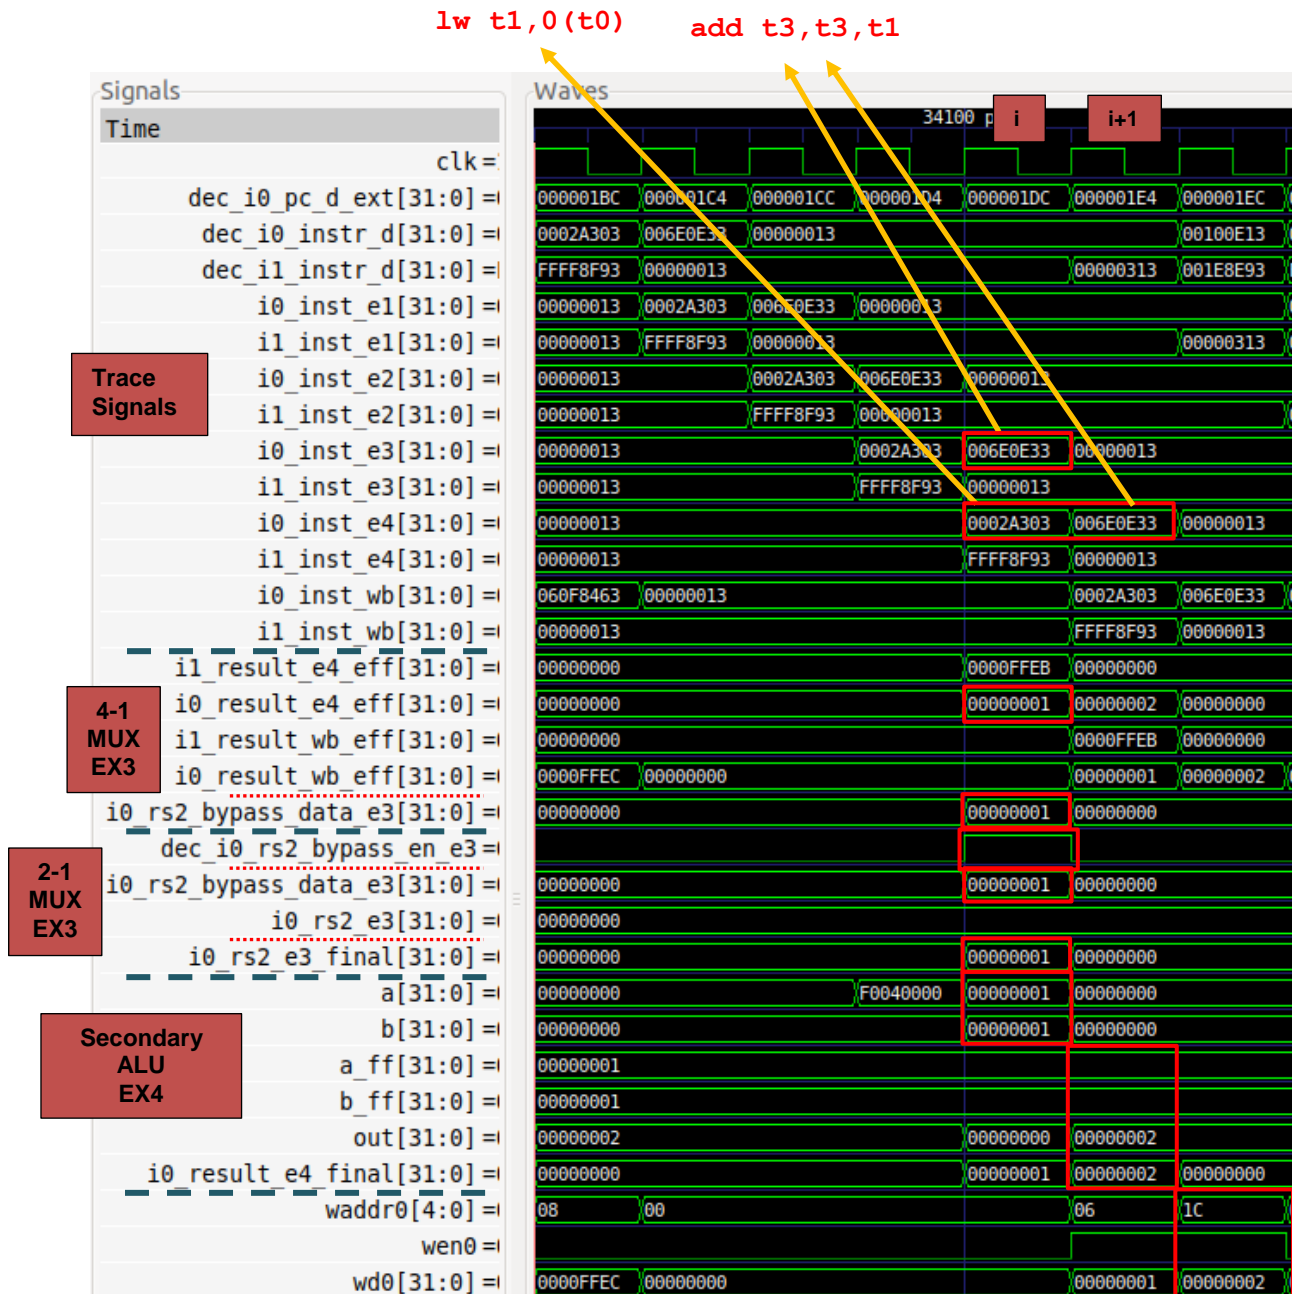 lw t1,0(t0) add t3,t3,t1
Signals Waves
Time 34100 p i i+1
clk =
dec_i0_pc_d_ext[31:0] = 000001BC 000001C4 000001CC 000001D4 000001DC 000001E4 000001EC
dec_i0_instr_d[31:0] = 0002A303 006E0E33 00000013 00100E13
dec_i1_instr_d[31:0] = FFFF8F93 00000013 00000313 001E8E93
i0_inst_e1[31:0] = 00000013 0002A303 006E0E33 00000013
i1_inst_e1[31:0] = 00000013 FFFF8F93 00000013 00000313
Trace
Signals
i0_inst_e2[31:0] = 00000013 0002A303 006E0E33 00000013
i1_inst_e2[31:0] = 00000013 FFFF8F93 00000013
i0_inst_e3[31:0] = 00000013 0002A303 006E0E33 00000013
i1_inst_e3[31:0] = 00000013 FFFF8F93 00000013
i0_inst_e4[31:0] = 00000013 0002A303 006E0E33 00000013
i1_inst_e4[31:0] = 00000013 FFFF8F93 00000013
i0_inst_wb[31:0] = 060F8463 00000013 0002A303 006E0E33
i1_inst_wb[31:0] = 00000013 FFFF8F93 00000013
i1_result_e4_eff[31:0] = 00000000 0000FFEB 00000000
4-1
MUX
EX3
i0_result_e4_eff[31:0] = 00000000 00000001 00000002 00000000
i1_result_wb_eff[31:0] = 00000000 0000FFEB 00000000
i0_result_wb_eff[31:0] = 0000FFEC 00000000 00000001 00000002
i0_rs2_bypass_data_e3[31:0] = 00000000 00000001 00000000
dec_i0_rs2_bypass_en_e3 =
2-1
MUX
EX3
i0_rs2_bypass_data_e3[31:0] = 00000000 00000001 00000000
i0_rs2_e3[31:0] = 00000000
i0_rs2_e3_final[31:0] = 00000000 00000001 00000000
a[31:0] = 00000000 F0040000 00000001 00000000
Secondary
ALU
EX4
b[31:0] = 00000000 00000001 00000000
a_ff[31:0] = 00000001
b_ff[31:0] = 00000001
out[31:0] = 00000002 00000000 00000002
i0_result_e4_final[31:0] = 00000000 00000001 00000002 00000000
waddr0[4:0] = 08 00 06 1C
wen0 =
wd0[31:0] = 0000FFEC 00000000 00000001 00000002